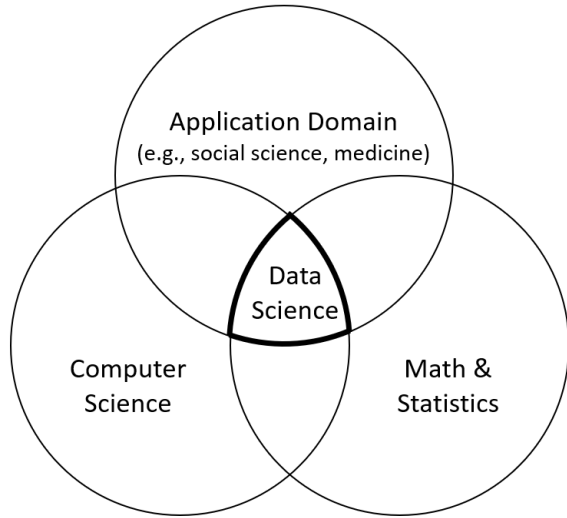 Application Domain
(e.g., social science, medicine)
Data
Science
Computer
Science
Math &
Statistics